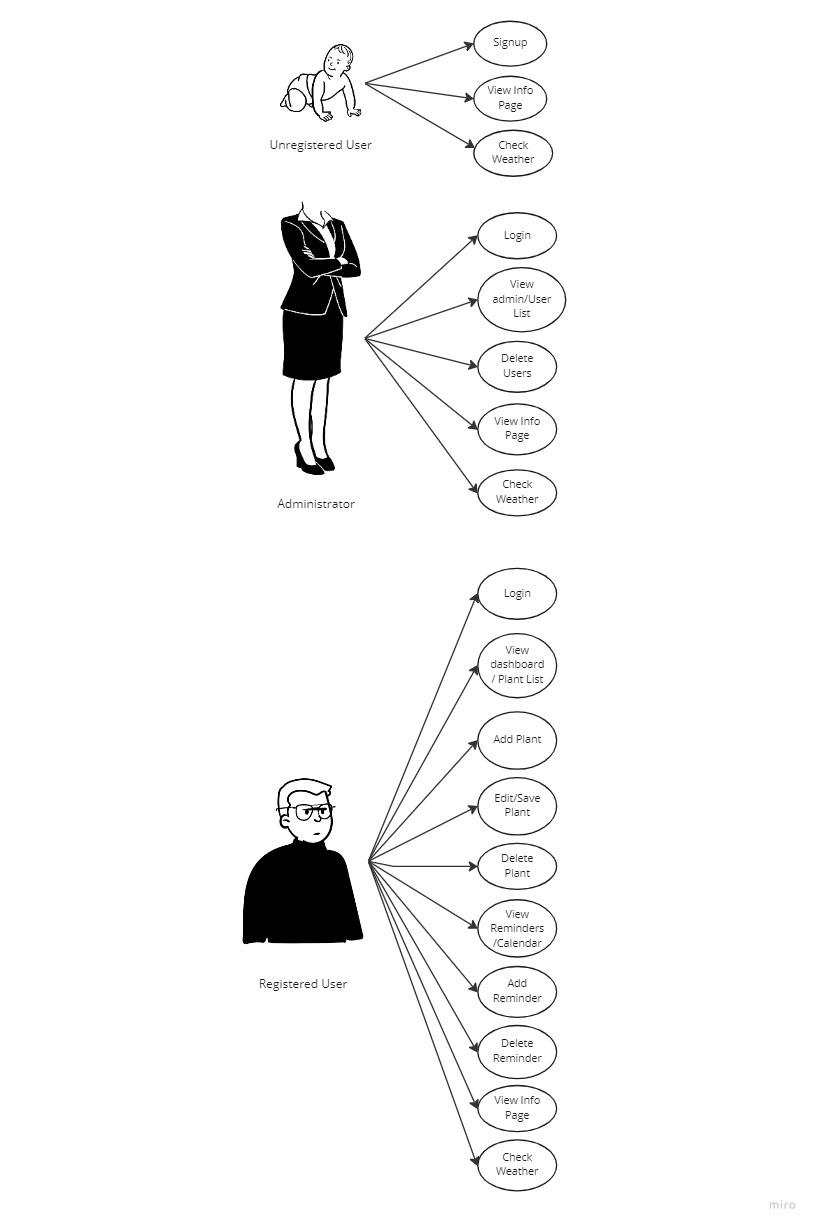 Signup
View Info
Page
Check
Weather
Unregistered User
Login
View
admin/User
List
Delete
Users
View Info
Page
Check
Weather
Administrator
Login
View
dashboard
/ Plant List
Add Plant
Edit/Save
Plant
Delete
Plant
View
Reminders
/Calendar
Add
Reminder
Registered User
Delete
Reminder
View Info
Page
Check
Weather
miro